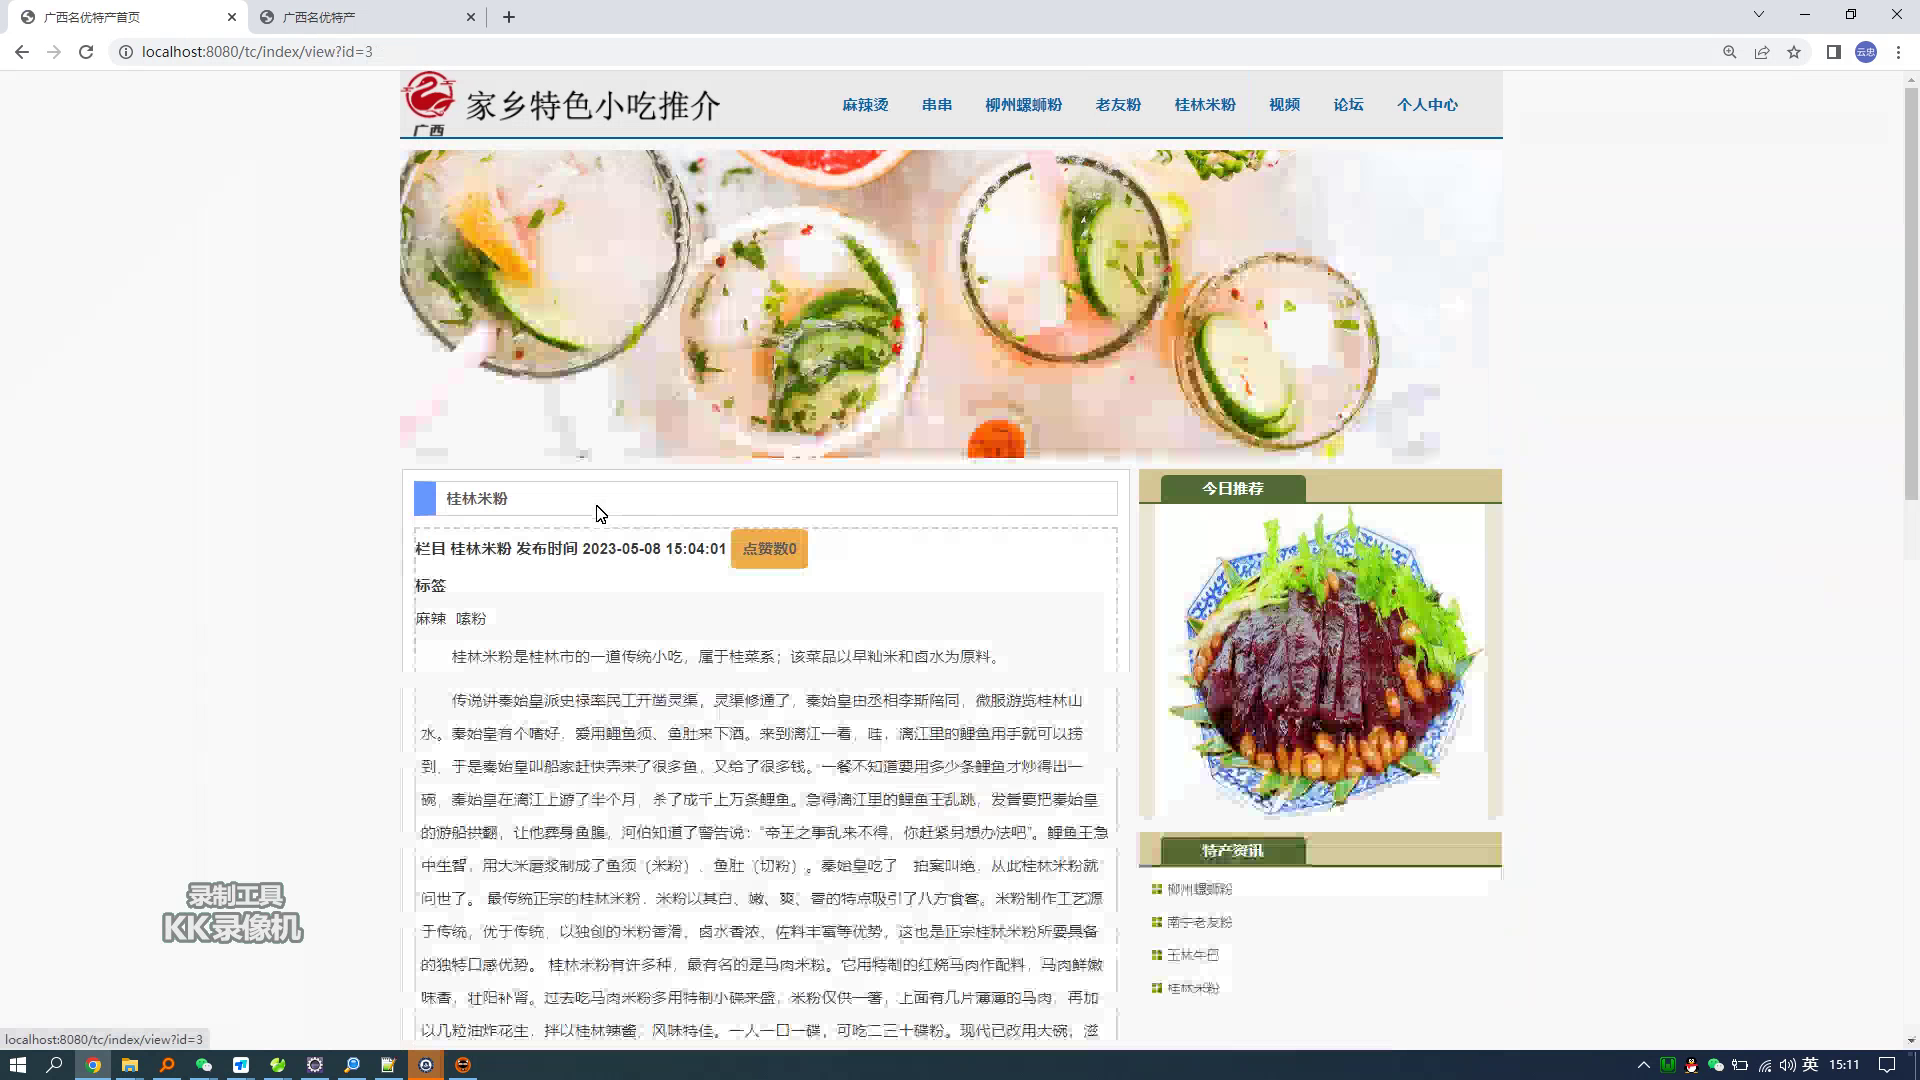 广西名优特产首页
广西名优特产
localhost:8080/tc/index/view?id=3
云忠
广西
家乡特色小吃推介
麻辣烫 串串 柳州螺蛳粉 老友粉 桂林米粉 视频 论坛 个人中心
桂林米粉
栏目 桂林米粉 发布时间 2023-05-08 15:04:01 点赞数0
标签
麻辣 嗦粉
桂林米粉是桂林市的一道传统小吃，属于桂菜系；该菜品以早籼米和卤水为原料。
传说讲秦始皇派史禄率民工开凿灵渠，灵渠修通了，秦始皇由丞相李斯陪同，微服游览桂林山
水。秦始皇有个嗜好，爱用鲤鱼须、鱼肚来下酒。来到漓江一看，哇，漓江里的鲤鱼用手就可以捞
到，于是秦始皇叫船家赶快弄来了很多鱼，又给了很多钱。一餐不知道要用多少条鲤鱼才炒得出一
碗，秦始皇在漓江上游了半个月，杀了成千上万条鲤鱼。急得漓江里的鲤鱼王乱跳，发誓要把秦始皇
的游船拱翻，让他葬身鱼腹，河伯知道了警告说：“帝王之事乱来不得，你赶紧另想办法吧”。鲤鱼王急
中生智，用大米磨浆制成了鱼须（米粉）、鱼肚（切粉）。秦始皇吃了 拍案叫绝，从此桂林米粉就
问世了。 最传统正宗的桂林米粉，米粉以其白、嫩、爽、香的特点吸引了八方食客。米粉制作工艺源
于传统，优于传统，以独创的米粉香滑，卤水香浓、佐料丰富等优势，这也是正宗桂林米粉所要具备
的独特口感优势。 桂林米粉有许多种，最有名的是马肉米粉。它用特制的红烧马肉作配料，马肉鲜嫩
味香，壮阳补肾。过去吃马肉米粉多用特制小碟来盛，米粉仅供一箸，上面有几片薄薄的马肉，再加
以几粒油炸花生，拌以桂林辣酱，风味特佳。一人一口一碟，可吃二三十碟粉。现代已改用大碗，滋
今日推荐
特产资讯
柳州螺蛳粉
南宁老友粉
玉林牛巴
桂林米粉
录制工具
KK录像机
localhost:8080/tc/index/view?id=3
英 15:11